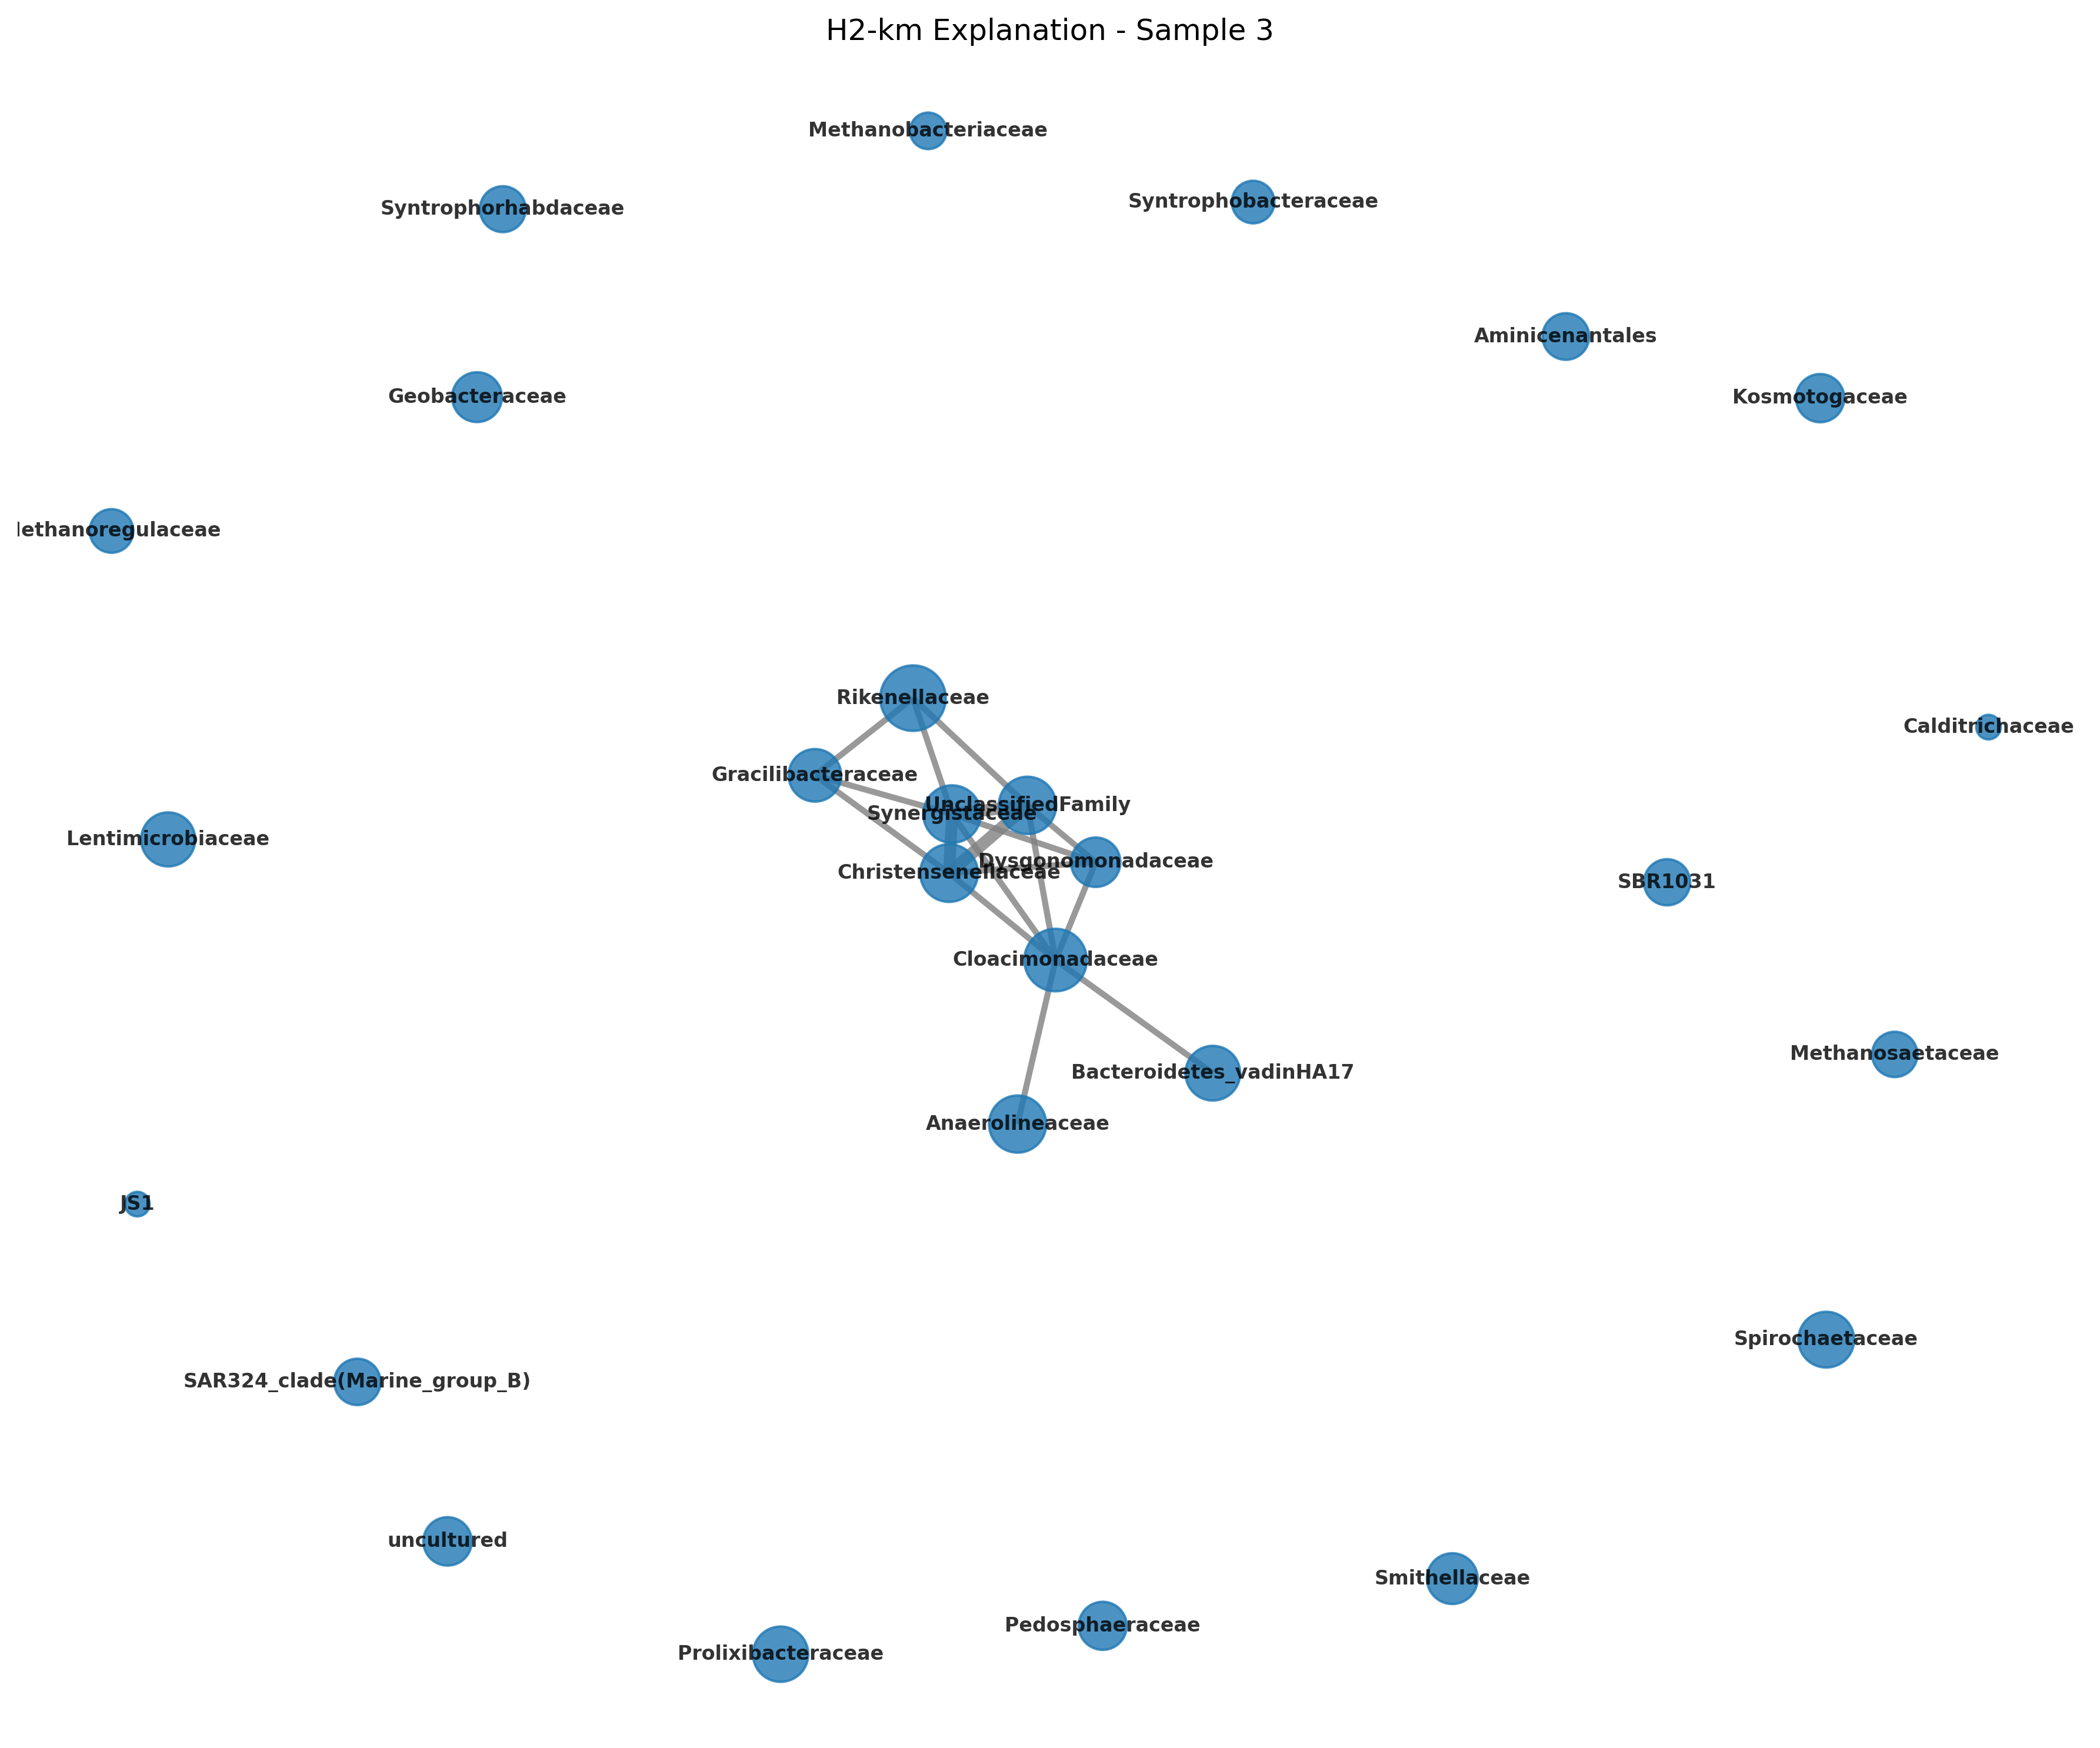 H2-km Explanation - Sample 3
Methanobacteriaceae
Syntrophobacteraceae
Syntrophorhabdaceae
Aminicenantales
Geobacteraceae
Kosmotogaceae
lethanoregulaceae
Rikenellaceae
Calditrichaceae
Gracilibacteraceae
UnclassifiedFamily
Synergistaceae
Lentimicrobiaceae
Dysgonomonadaceae
Christensenellaceae
SBR1031
Cloacimonadaceae
Methanosaetaceae
Bacteroidetes_vadinHA17
Anaerolineaceae
JS1
Spirochaetaceae
SAR324_clade(Marine_group_B)
uncultured
Smithellaceae
Pedosphaeraceae
Prolixibacteraceae